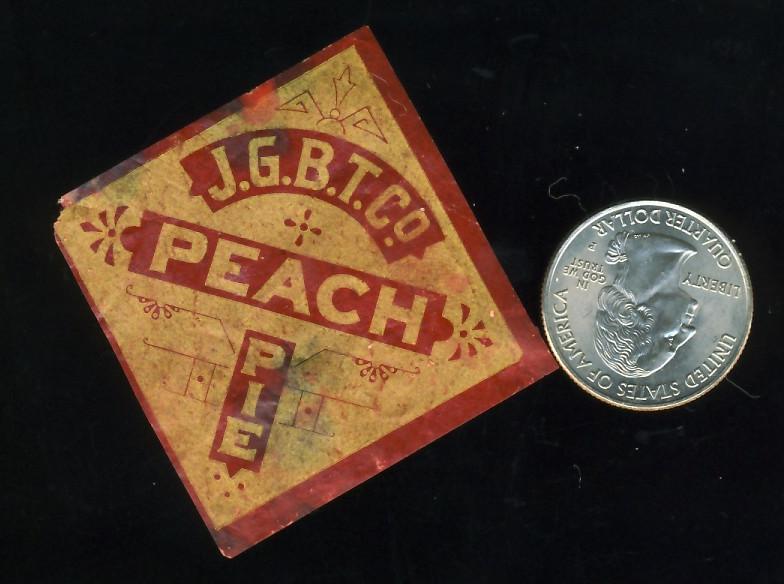 J.G.B.T.Co
PEACH
PIE
UNITED STATES OF AMERICA
LIBERTY
IN
GOD WE
TRUST
P
QUARTER DOLLAR